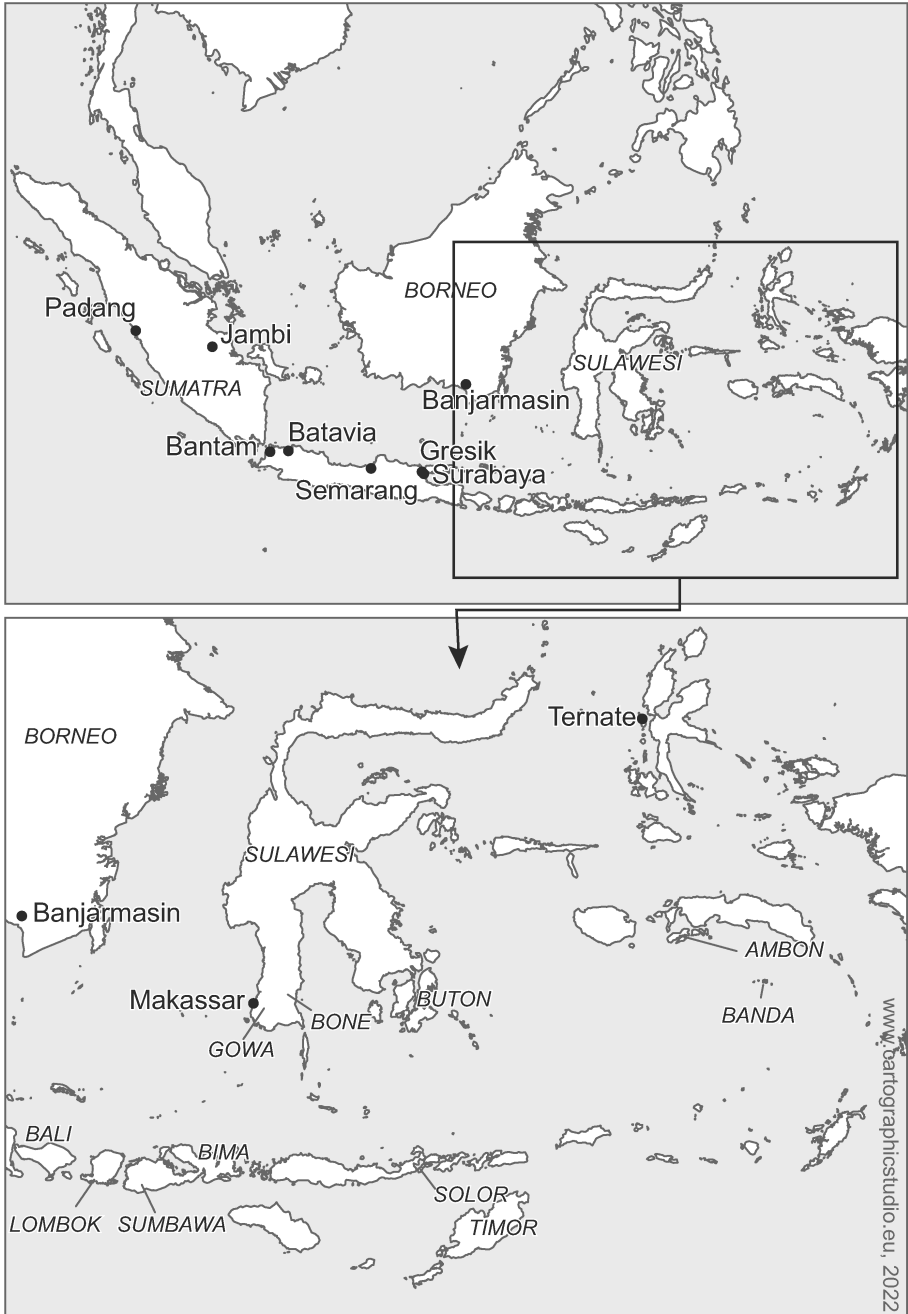 BORNEO
Padang
Jambi
SULAWESI
SUMATRA
Banjarmasin
Batavia
Bantam
Gresik
Surabaya
Semarang
Ternate
BORNEO
SULAWESI
Banjarmasin
AMBON
Makassar
BUTON
BANDA
BONE
GOWA
BALI
BIMA
SOLOR
LOMBOK
SUMBAWA
TIMOR
www.cartographicstudio.eu, 2022